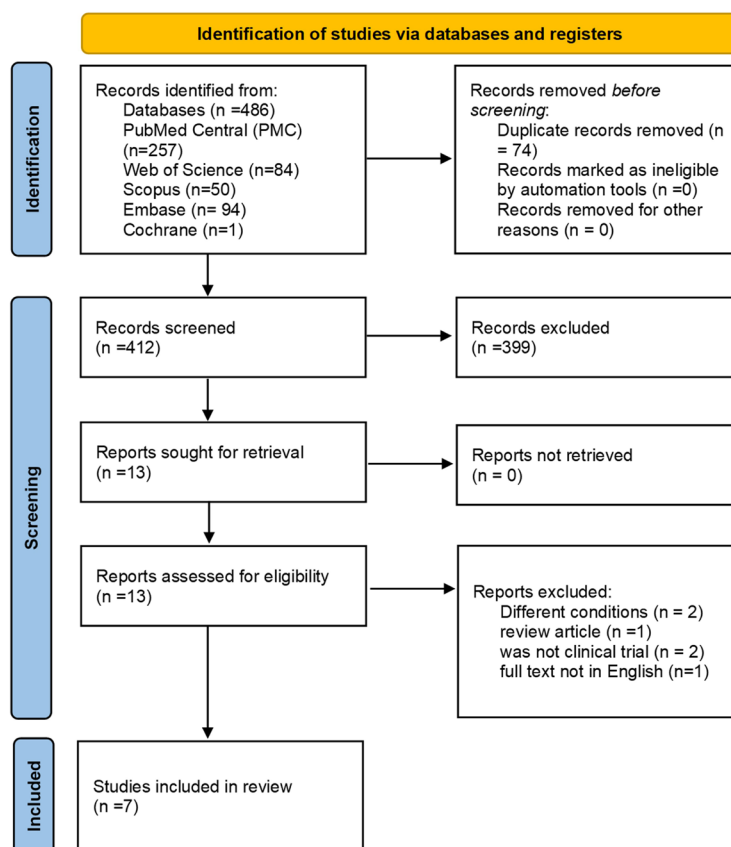 Identification of studies via databases and registers
Identification
Records identified from:
Databases (n =486)
PubMed Central (PMC)
(n=257)
Web of Science (n=84)
Scopus (n=50)
Embase (n= 94)
Cochrane (n=1)
Records removed before
screening:
Duplicate records removed (n
= 74)
Records marked as ineligible
by automation tools (n =0)
Records removed for other
reasons (n = 0)
Screening
Records screened
(n =412)
Records excluded
(n =399)
Reports sought for retrieval
(n =13)
Reports not retrieved
(n = 0)
Reports assessed for eligibility
(n =13)
Reports excluded:
Different conditions (n = 2)
review article (n =1)
was not clinical trial (n = 2)
full text not in English (n=1)
Included
Studies included in review
(n =7)